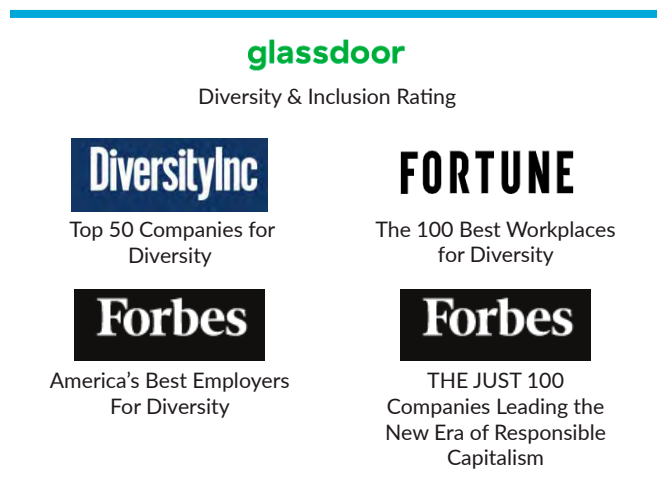 glassdoor
Diversity & Inclusion Rating
DiversityInc
Top 50 Companies for
Diversity
FORTUNE
The 100 Best Workplaces
for Diversity
Forbes
America's Best Employers
For Diversity
Forbes
THE JUST 100
Companies Leading the
New Era of Responsible
Capitalism